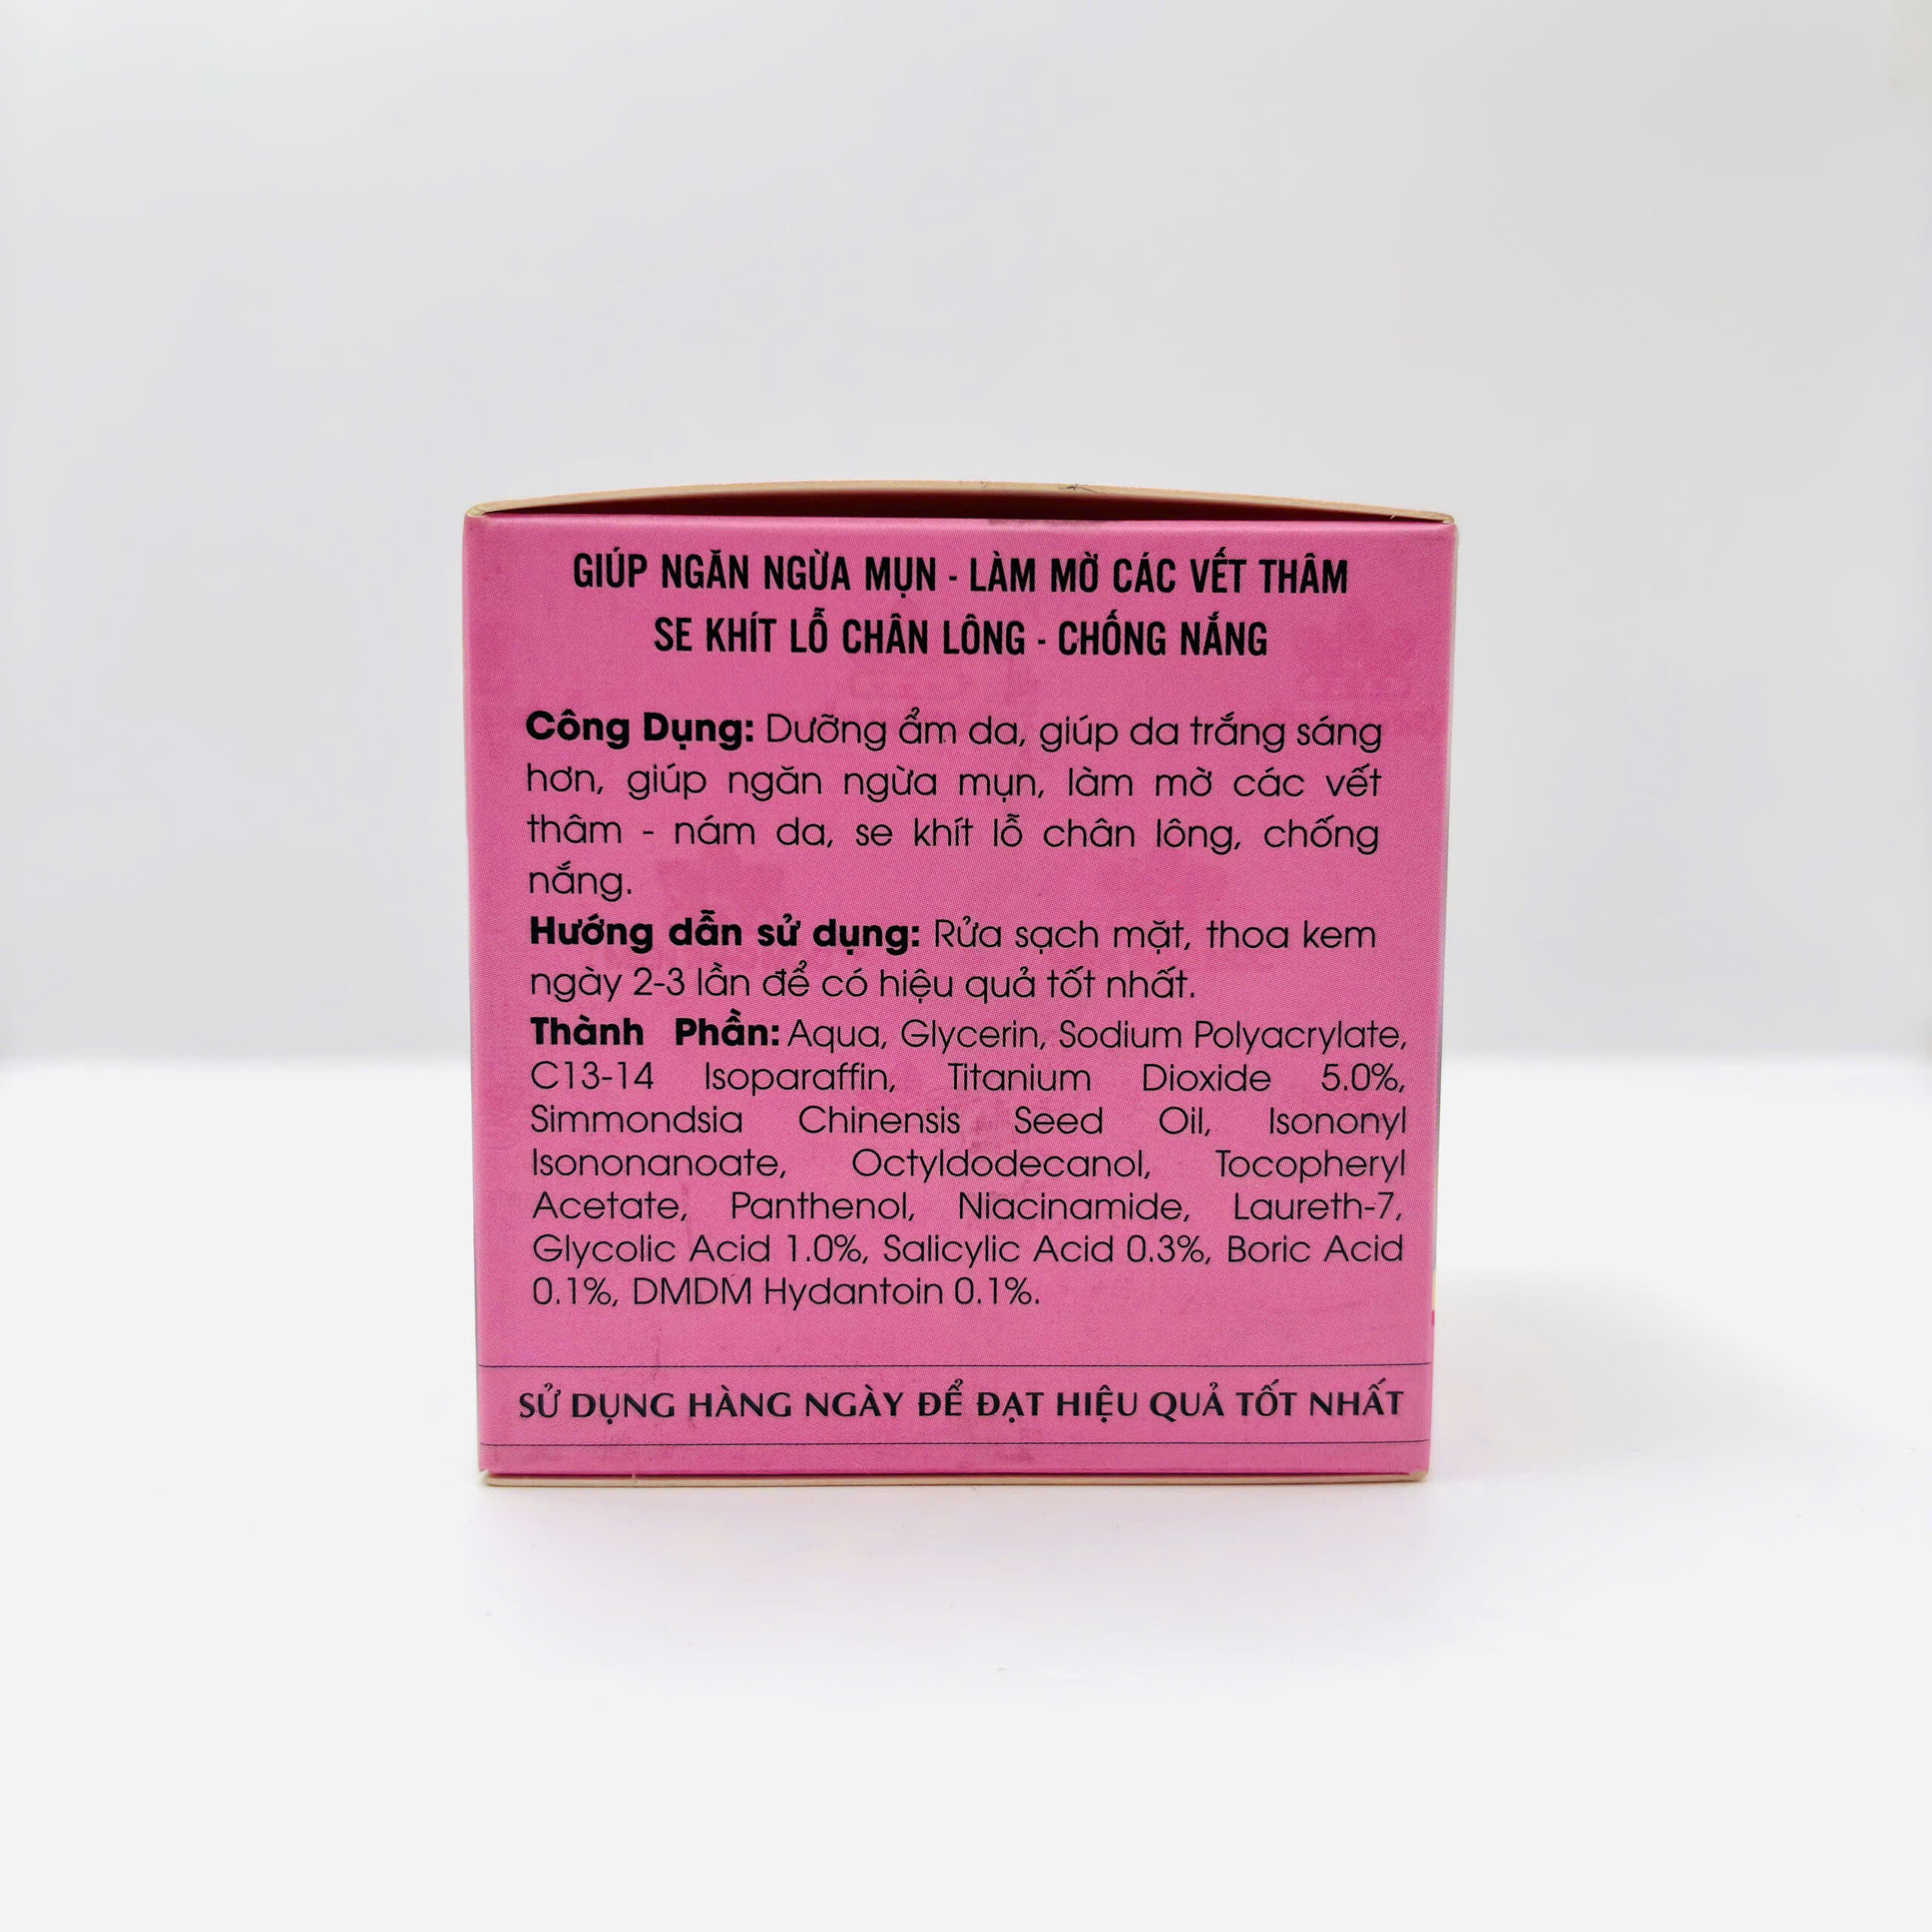 GIÚP NGĂN NGỪA MỤN - LÀM MỜ CÁC VẾT THÂM
SE KHÍT LỖ CHÂN LÔNG - CHỐNG NẮNG
Công Dụng: Dưỡng ẩm da, giúp da trắng sáng
hơn, giúp ngăn ngừa mụn, làm mờ các vết
thâm - nám da, se khít lỗ chân lông, chống
nắng.
Hướng dẫn sử dụng: Rửa sạch mặt, thoa kem
ngày 2-3 lần để có hiệu quả tốt nhất.
Thành Phần: Aqua, Glycerin, Sodium Polyacrylate,
C13-14 Isoparaffin, Titanium Dioxide 5.0%,
Simmondsia Chinensis Seed Oil, Isononyl
Isononanoate, Octyldodecanol, Tocopheryl
Acetate, Panthenol, Niacinamide, Laureth-7,
Glycolic Acid 1.0%, Salicylic Acid 0.3%, Boric Acid
0.1%, DMDM Hydantoin 0.1%.
SỬ DỤNG HÀNG NGÀY ĐỂ ĐẠT HIỆU QUẢ TỐT NHẤT